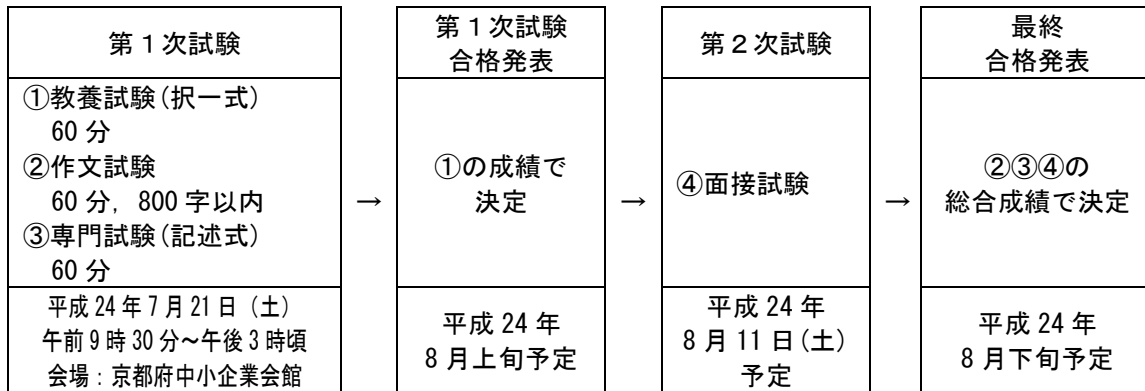 第１次試験
①教養試験(択一式)
60 分
②作文試験
60 分, 800 字以内
③専門試験(記述式)
60 分
平成 24 年 7 月 21 日（土）
午前 9 時 30 分～午後 3 時頃
会場：京都府中小企業会館
→
第１次試験
合格発表
①の成績で
決定
平成 24 年
8 月上旬予定
→
第２次試験
④面接試験
平成 24 年
8 月 11 日(土)
予定
→
最終
合格発表
②③④の
総合成績で決定
平成 24 年
8 月下旬予定